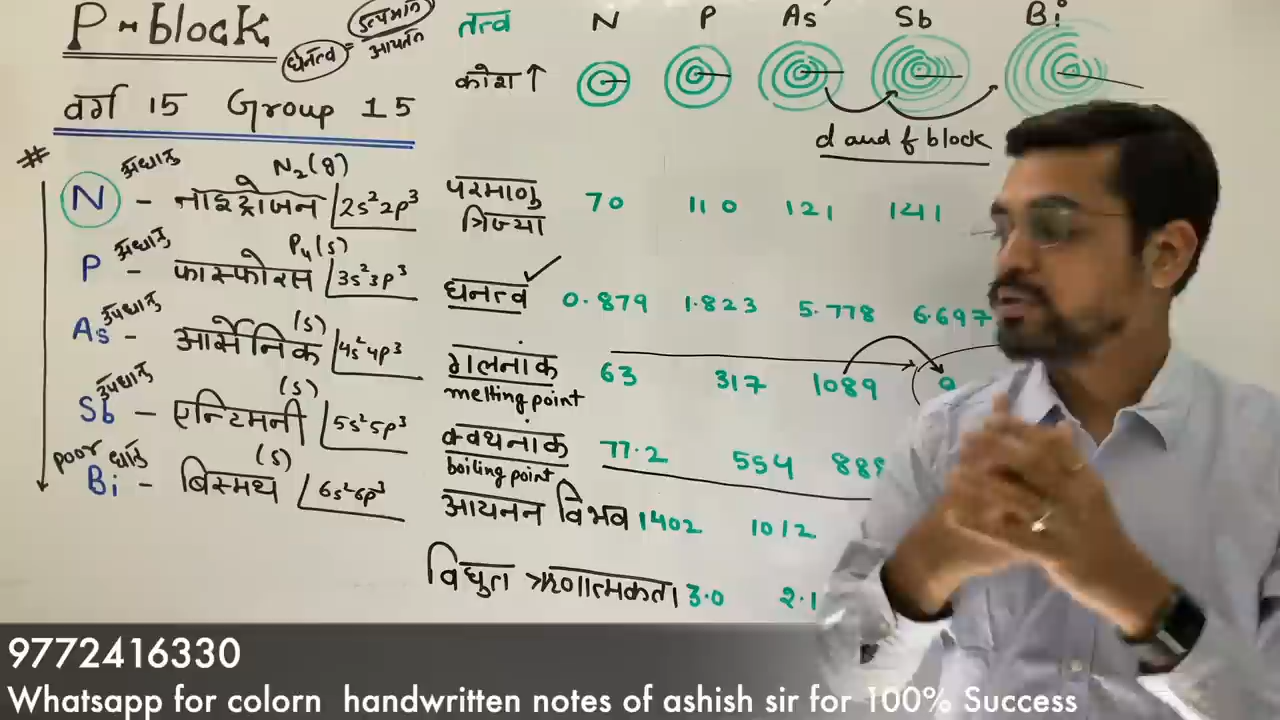 P-block
घनत्व = द्रव्यमान / आयतन
वर्ग 15 Group 15
#
N अधातु - नाइट्रोजन N₂(g) 2s²2p³
P अधातु - फास्फोरस P₄(s) 3s²3p³
As उपधातु - आर्सेनिक (s) 4s²4p³
Sb उपधातु - एन्टिमनी (s) 5s²5p³
Bi poor धातु - बिस्मथ (s) 6s²6p³
तत्व N P As Sb Bi
कोश ↑
d and f block
परमाणु त्रिज्या 70 110 121 141
घनत्व 0.879 1.823 5.778 6.697
गलनांक 63 317 1089
melting point
क्वथनांक 77.2 554 888
boiling point
आयनन विभव 1402 1012
विधुत ऋणात्मकता 3.0 2.1
9772416330
Whatsapp for colorn handwritten notes of ashish sir for 100% Success